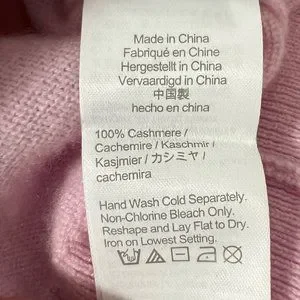 Made in China
Fabriqué en Chine
Hergestellt in China
Vervaardigd in China
中国製
hecho en china
100% Cashmere /
Cachemire / Kaschmir /
Kasjmier / カシミヤ /
cachemira
Hand Wash Cold Separately.
Non-Chlorine Bleach Only.
Reshape and Lay Flat to Dry.
Iron on Lowest Setting.